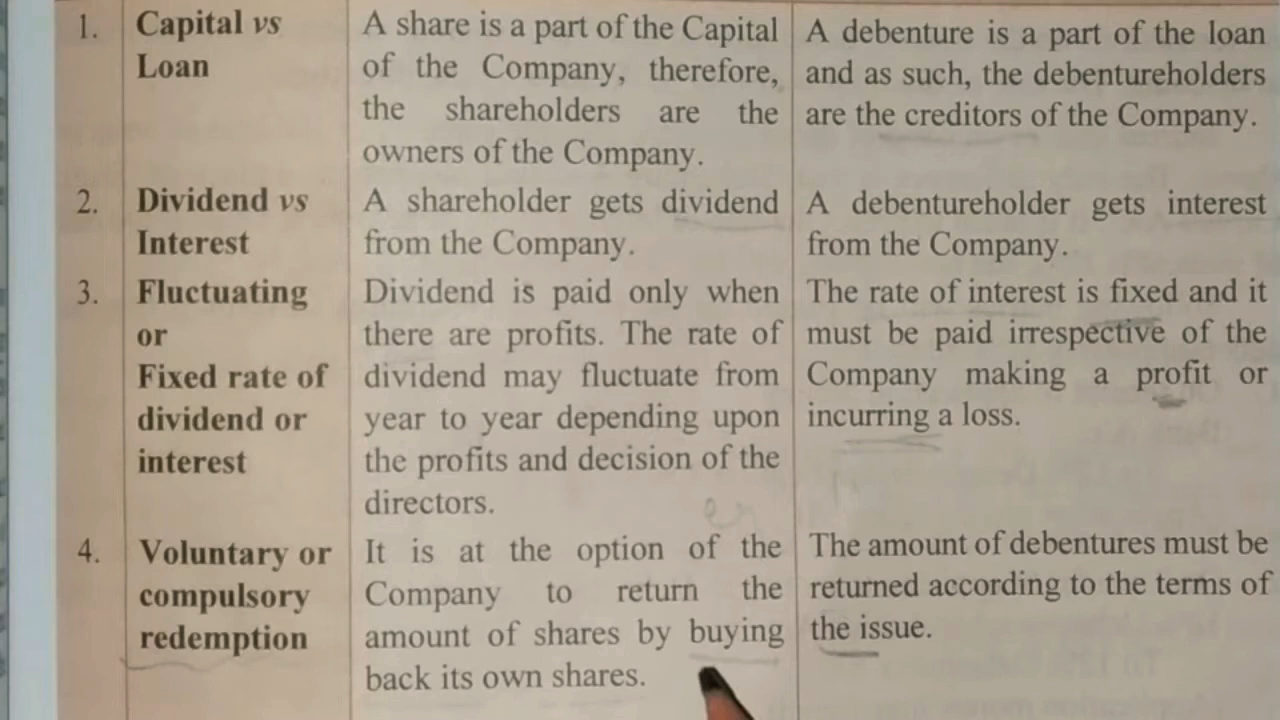 1.
Capital vs
Loan
A share is a part of the Capital
of the Company, therefore,
the shareholders are the
owners of the Company.
A debenture is a part of the loan
and as such, the debentureholders
are the creditors of the Company.
2.
Dividend vs
Interest
A shareholder gets dividend
from the Company.
A debentureholder gets interest
from the Company.
3.
Fluctuating
or
Fixed rate of
dividend or
interest
Dividend is paid only when
there are profits. The rate of
dividend may fluctuate from
year to year depending upon
the profits and decision of the
directors.
The rate of interest is fixed and it
must be paid irrespective of the
Company making a profit or
incurring a loss.
4.
Voluntary or
compulsory
redemption
It is at the option of the
Company to return the
amount of shares by buying
back its own shares.
The amount of debentures must be
returned according to the terms of
the issue.